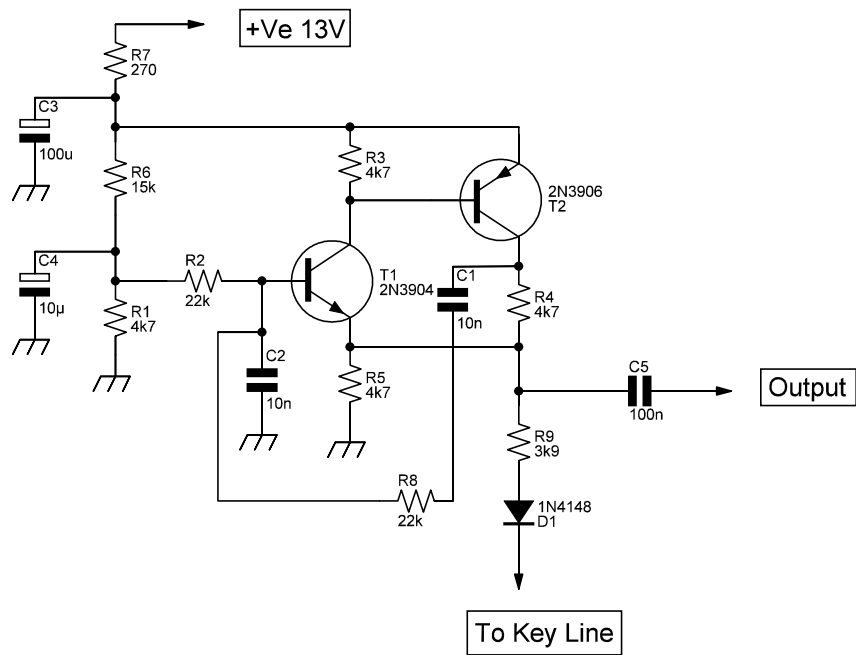 +Ve 13V
R7
270
C3
100u
R6
15k
R3
4k7
2N3906
T2
C4
10µ
R2
22k
T1
2N3904
C1
10n
R4
4k7
R1
4k7
C2
10n
R5
4k7
C5
100n
Output
R9
3k9
R8
22k
1N4148
D1
To Key Line